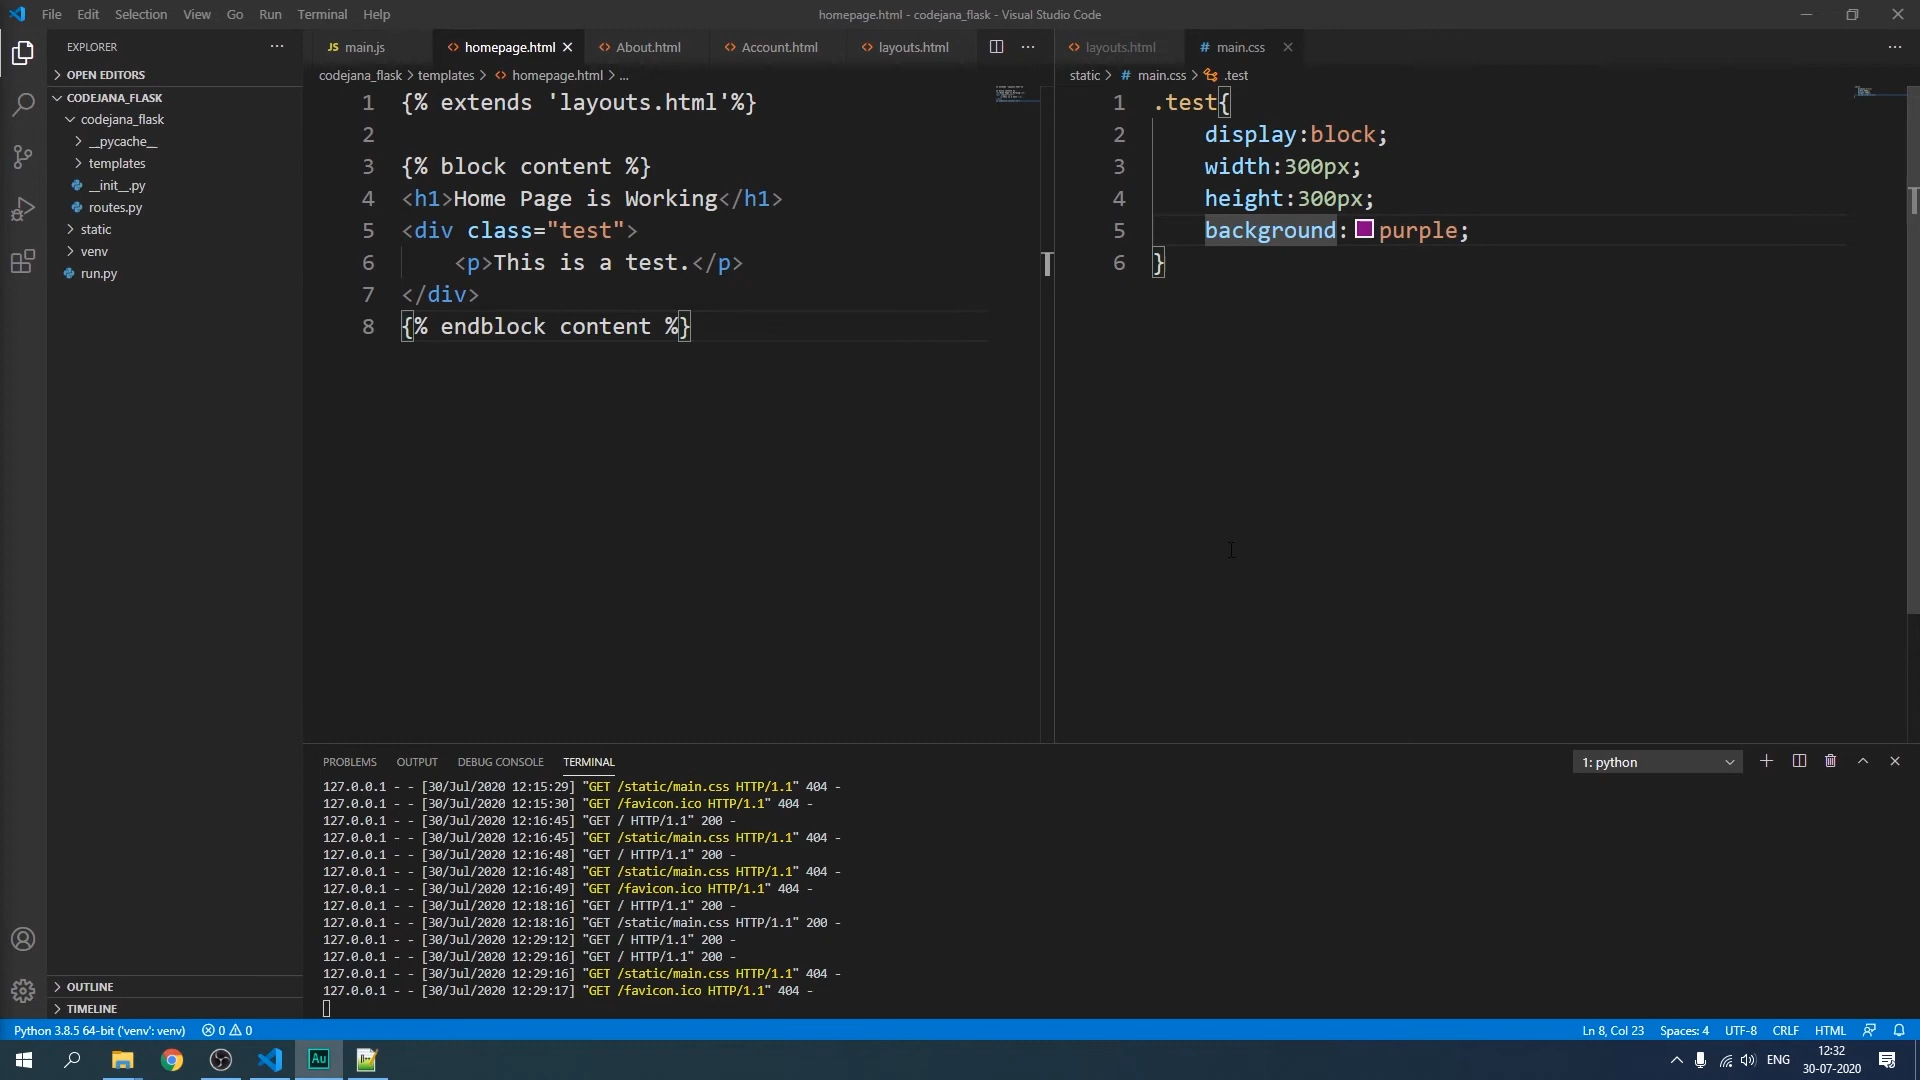 File Edit Selection View Go Run Terminal Help
homepage.html - codejana_flask - Visual Studio Code
EXPLORER
OPEN EDITORS
CODEJANA_FLASK
codejana_flask
__pycache__
templates
__init__.py
routes.py
static
venv
run.py
OUTLINE
TIMELINE
JS main.js
homepage.html
About.html
Account.html
layouts.html
codejana_flask > templates > homepage.html > ...
1 {% extends 'layouts.html'%}
2
3 {% block content %}
4 <h1>Home Page is Working</h1>
5 <div class="test">
6 <p>This is a test.</p>
7 </div>
8 {% endblock content %}
layouts.html
# main.css
static > # main.css > .test
1 .test{
2 display:block;
3 width:300px;
4 height:300px;
5 background: purple;
6 }
PROBLEMS OUTPUT DEBUG CONSOLE TERMINAL
1: python
127.0.0.1 - - [30/Jul/2020 12:15:29] "GET /static/main.css HTTP/1.1" 404 -
127.0.0.1 - - [30/Jul/2020 12:15:30] "GET /favicon.ico HTTP/1.1" 404 -
127.0.0.1 - - [30/Jul/2020 12:16:45] "GET / HTTP/1.1" 200 -
127.0.0.1 - - [30/Jul/2020 12:16:45] "GET /static/main.css HTTP/1.1" 404 -
127.0.0.1 - - [30/Jul/2020 12:16:48] "GET / HTTP/1.1" 200 -
127.0.0.1 - - [30/Jul/2020 12:16:48] "GET /static/main.css HTTP/1.1" 404 -
127.0.0.1 - - [30/Jul/2020 12:16:49] "GET /favicon.ico HTTP/1.1" 404 -
127.0.0.1 - - [30/Jul/2020 12:18:16] "GET / HTTP/1.1" 200 -
127.0.0.1 - - [30/Jul/2020 12:18:16] "GET /static/main.css HTTP/1.1" 200 -
127.0.0.1 - - [30/Jul/2020 12:29:12] "GET / HTTP/1.1" 200 -
127.0.0.1 - - [30/Jul/2020 12:29:16] "GET / HTTP/1.1" 200 -
127.0.0.1 - - [30/Jul/2020 12:29:16] "GET /static/main.css HTTP/1.1" 404 -
127.0.0.1 - - [30/Jul/2020 12:29:17] "GET /favicon.ico HTTP/1.1" 404 -
Python 3.8.5 64-bit ('venv': venv) 0 0
Ln 8, Col 23 Spaces: 4 UTF-8 CRLF HTML
Au
ENG
12:32
30-07-2020